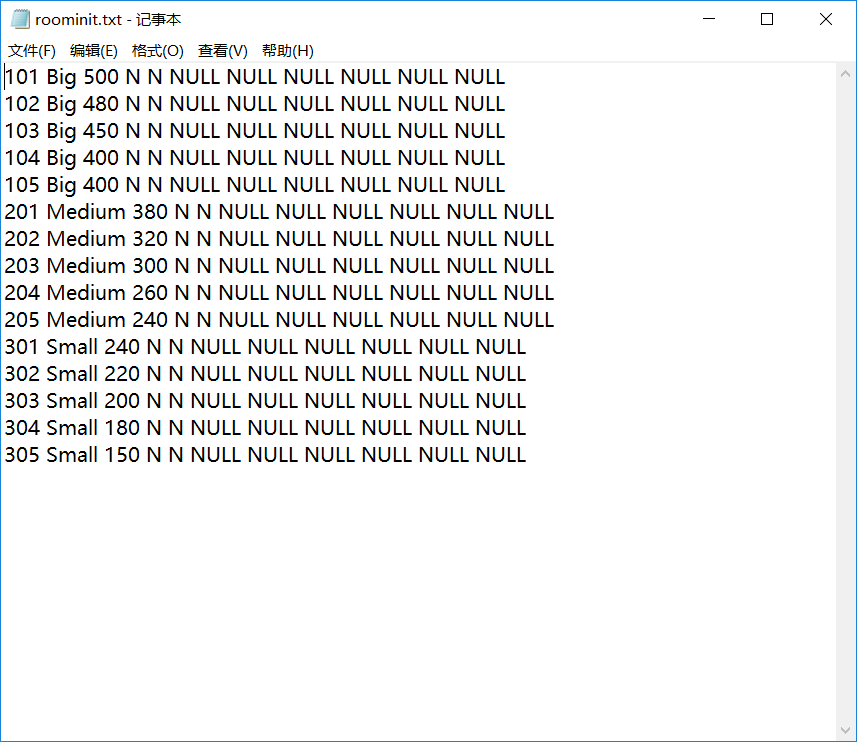 roominit.txt - 记事本
文件(F) 编辑(E) 格式(O) 查看(V) 帮助(H)
101 Big 500 N N NULL NULL NULL NULL NULL NULL
102 Big 480 N N NULL NULL NULL NULL NULL NULL
103 Big 450 N N NULL NULL NULL NULL NULL NULL
104 Big 400 N N NULL NULL NULL NULL NULL NULL
105 Big 400 N N NULL NULL NULL NULL NULL NULL
201 Medium 380 N N NULL NULL NULL NULL NULL NULL
202 Medium 320 N N NULL NULL NULL NULL NULL NULL
203 Medium 300 N N NULL NULL NULL NULL NULL NULL
204 Medium 260 N N NULL NULL NULL NULL NULL NULL
205 Medium 240 N N NULL NULL NULL NULL NULL NULL
301 Small 240 N N NULL NULL NULL NULL NULL NULL
302 Small 220 N N NULL NULL NULL NULL NULL NULL
303 Small 200 N N NULL NULL NULL NULL NULL NULL
304 Small 180 N N NULL NULL NULL NULL NULL NULL
305 Small 150 N N NULL NULL NULL NULL NULL NULL